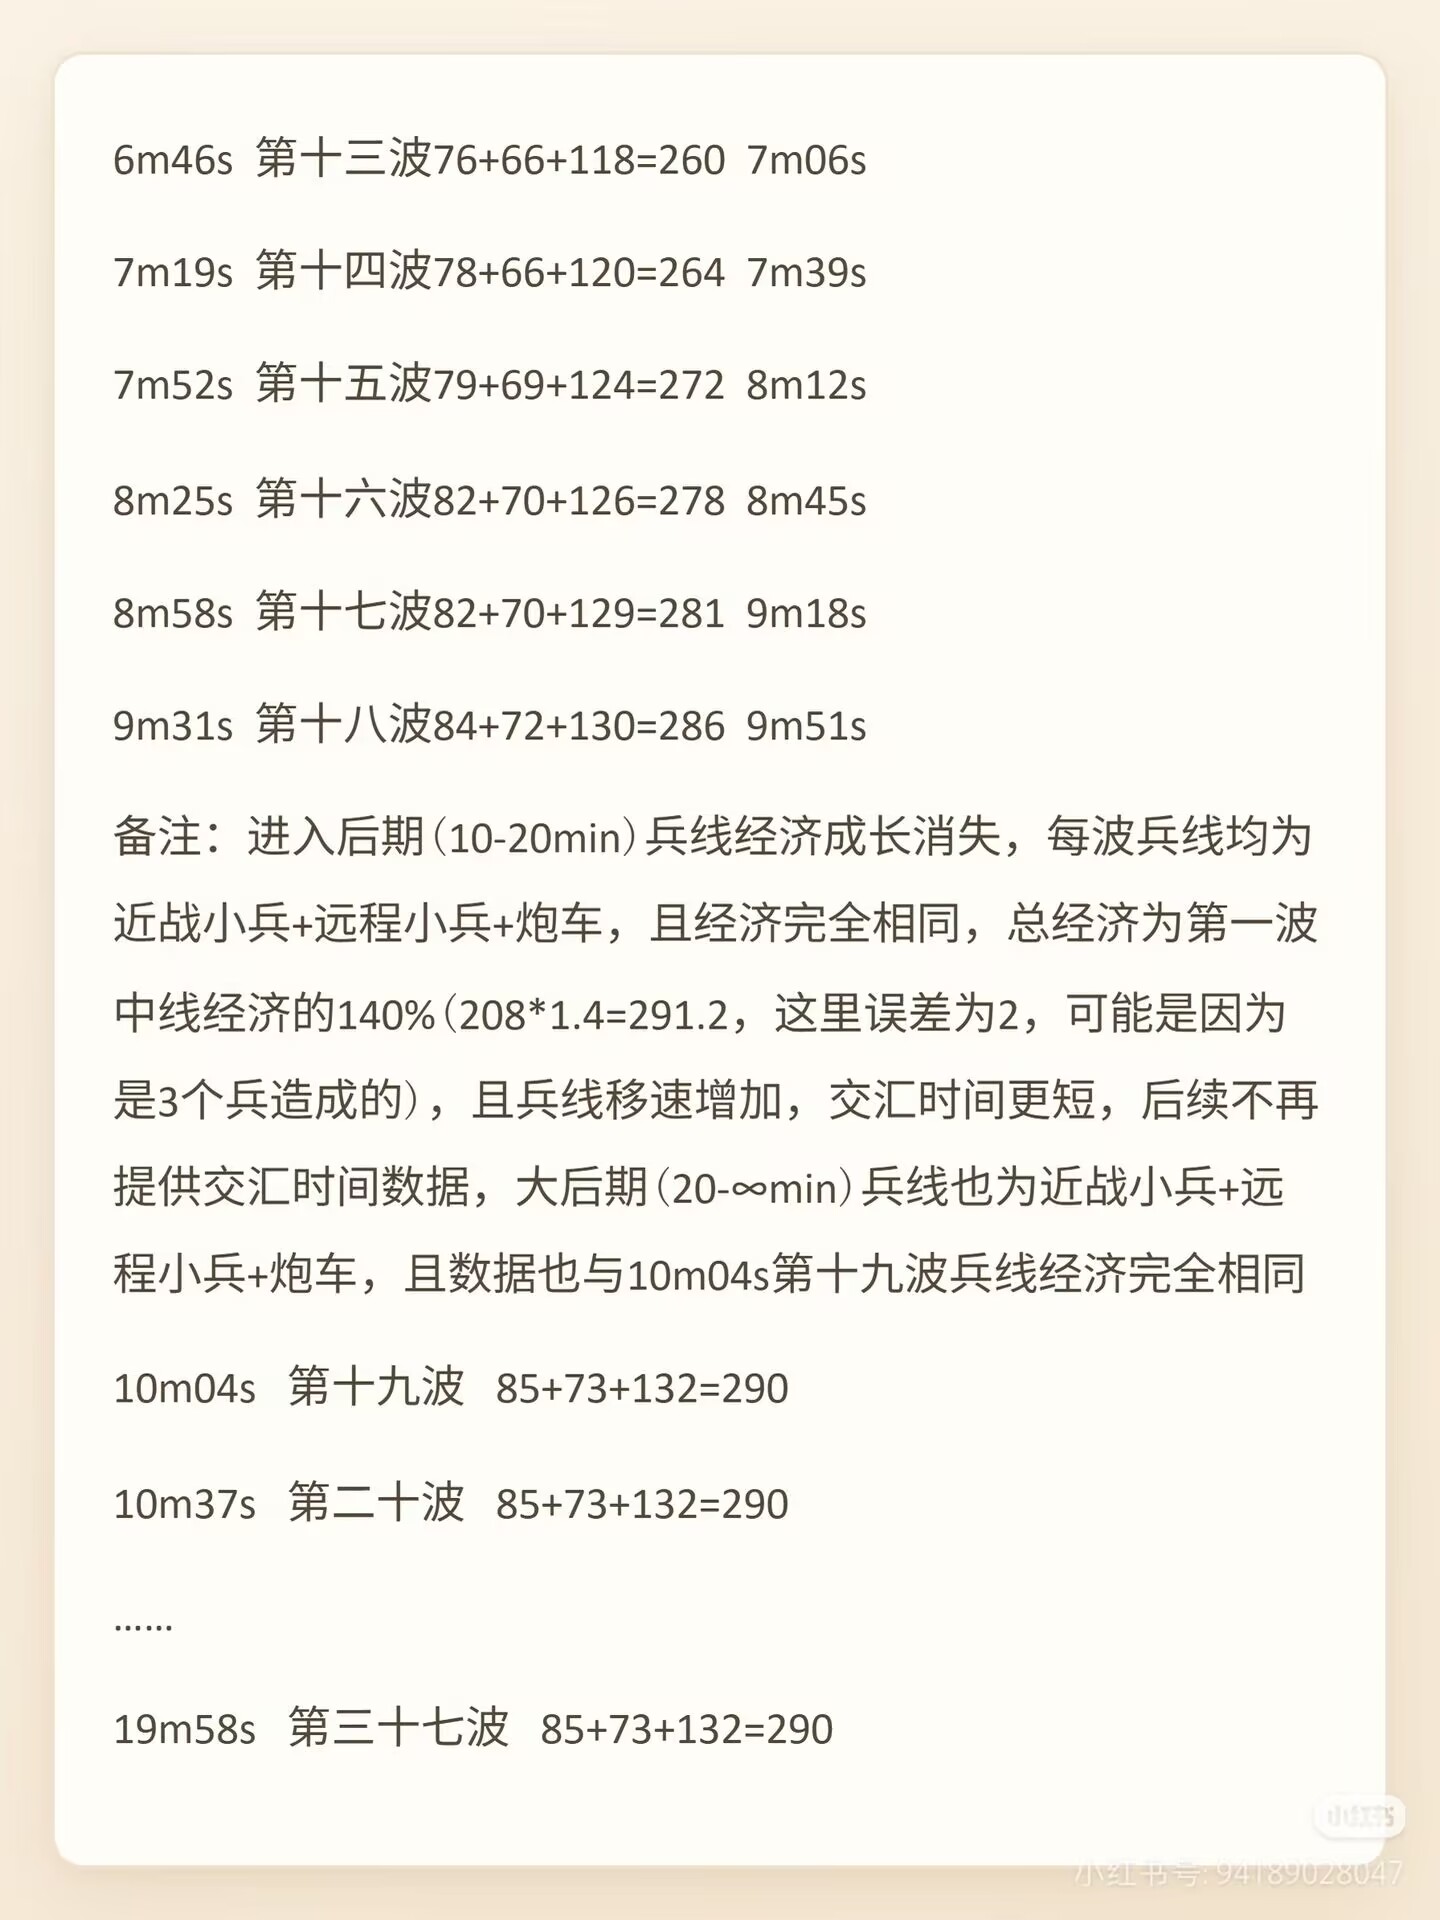 6m46s 第十三波76+66+118=260 7m06s
7m19s 第十四波78+66+120=264 7m39s
7m52s 第十五波79+69+124=272 8m12s
8m25s 第十六波82+70+126=278 8m45s
8m58s 第十七波82+70+129=281 9m18s
9m31s 第十八波84+72+130=286 9m51s
备注：进入后期(10-20min)兵线经济成长消失，每波兵线均为
近战小兵+远程小兵+炮车，且经济完全相同，总经济为第一波
中线经济的140%(208*1.4=291.2，这里误差为2，可能是因为
是3个兵造成的)，且兵线移速增加，交汇时间更短，后续不再
提供交汇时间数据，大后期(20-∞min)兵线也为近战小兵+远
程小兵+炮车，且数据也与10m04s第十九波兵线经济完全相同
10m04s 第十九波 85+73+132=290
10m37s 第二十波 85+73+132=290
……
19m58s 第三十七波 85+73+132=290
小红书
小红书号: 94189028047